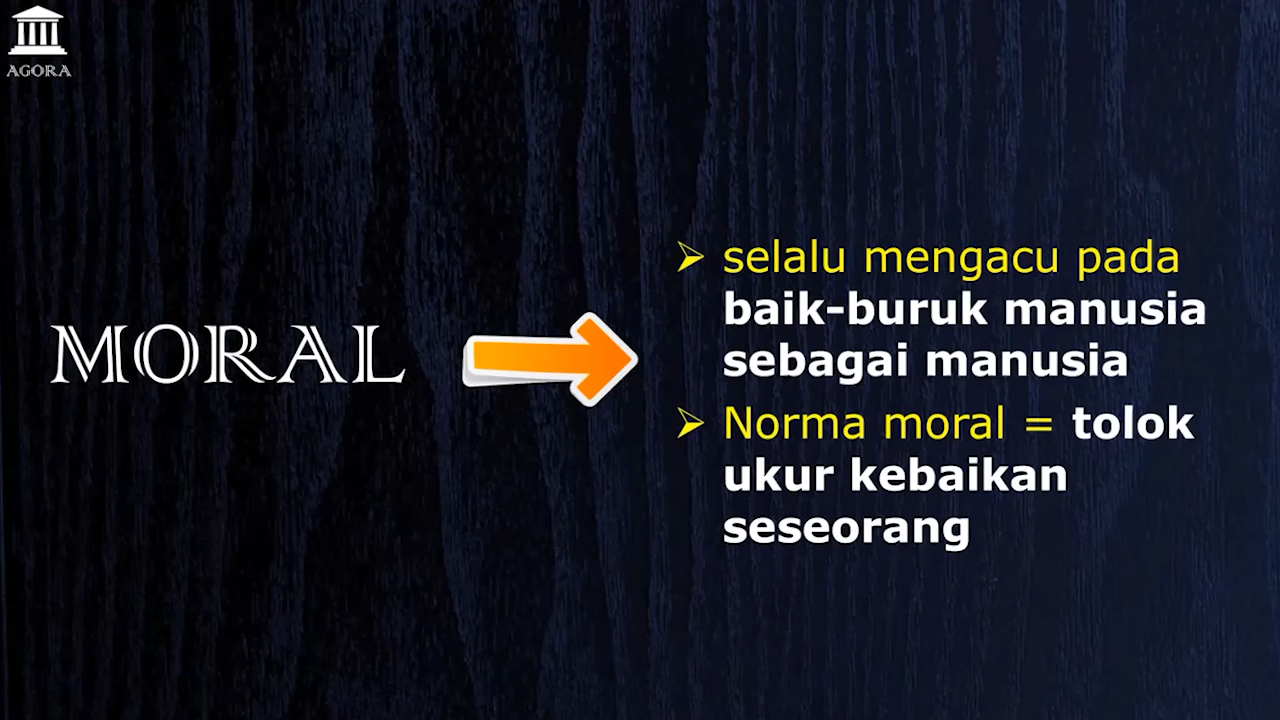 AGORA
MORAL
selalu mengacu pada
baik-buruk manusia
sebagai manusia
Norma moral = tolok
ukur kebaikan
seseorang